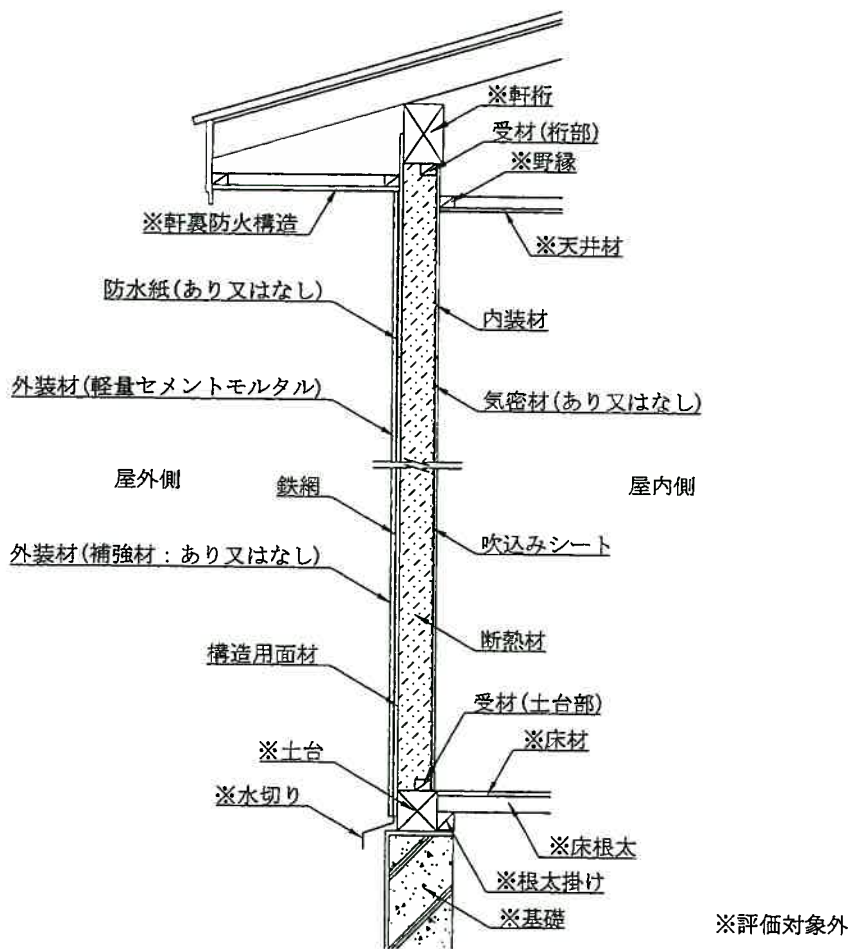 ※軒桁
受材(桁部)
※野縁
※軒裏防火構造
※天井材
防水紙(あり又はなし)
内装材
外装材(軽量セメントモルタル)
気密材(あり又はなし)
屋外側
鉄網
屋内側
外装材(補強材：あり又はなし)
吹込みシート
構造用面材
断熱材
受材(土台部)
※土台
※床材
※水切り
※床根太
※根太掛け
※基礎
※評価対象外